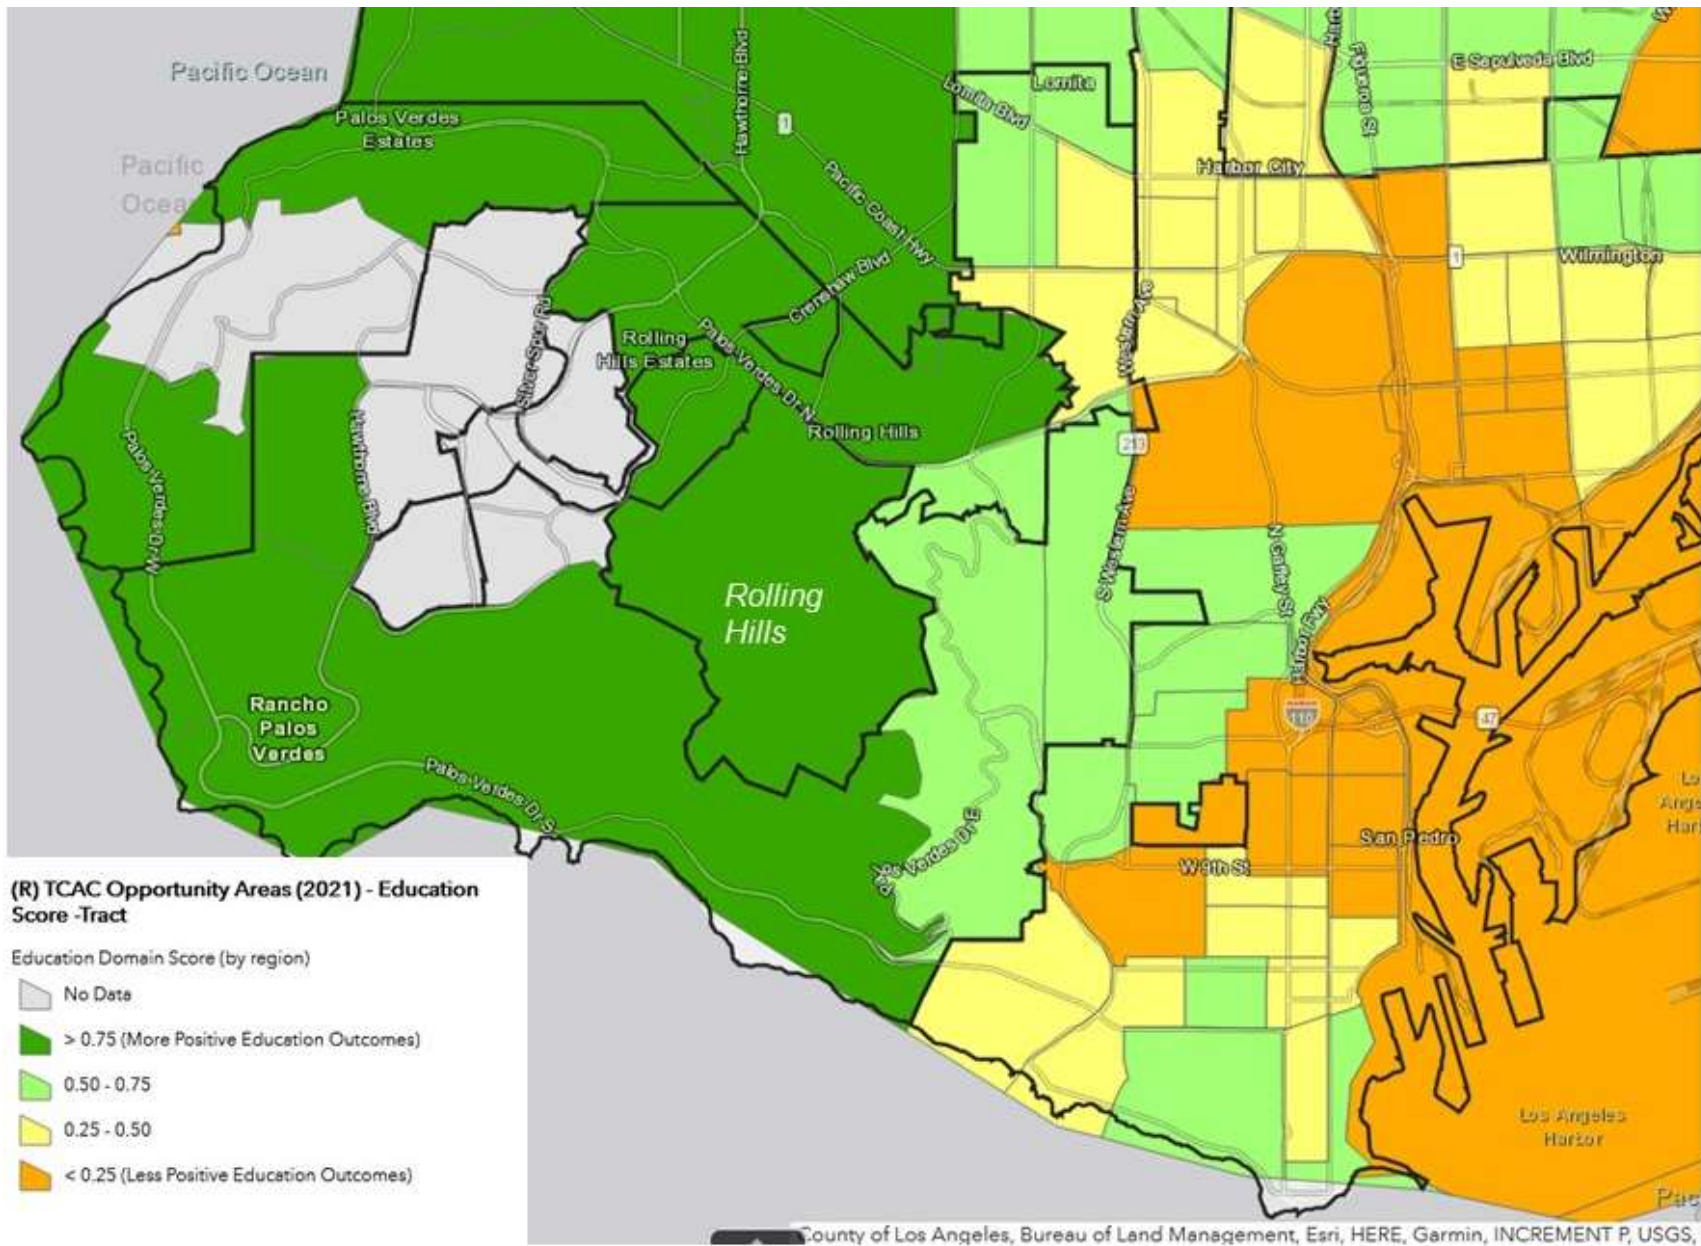 Pacific Ocean
Palos Verdes
Estates
Pacific
Ocea
Hawthorne Blvd
1
Lomita Blvd
Lomita
Figueroa St
E Sepulveda Blvd
Harbor City
Pacific Coast Hwy
Crenshaw Blvd
Western Ave
1
Wilmington
Silver Spur Rd
Rolling
Hills Estates
Palos Verdes Dr N
Rolling Hills
213
Hawthorne Blvd
Palos Verdes Dr W
S Western Ave
N Gaffey St
Harbor Fwy
Rolling
Hills
Rancho
Palos
Verdes
110
47
Palos Verdes Dr S
Verdes Dr E
San Pedro
W 9th St
Los Angeles
Harbor
(R) TCAC Opportunity Areas (2021) - Education
Score -Tract
Education Domain Score (by region)
No Data
> 0.75 (More Positive Education Outcomes)
0.50 - 0.75
0.25 - 0.50
< 0.25 (Less Positive Education Outcomes)
County of Los Angeles, Bureau of Land Management, Esri, HERE, Garmin, INCREMENT P, USGS,